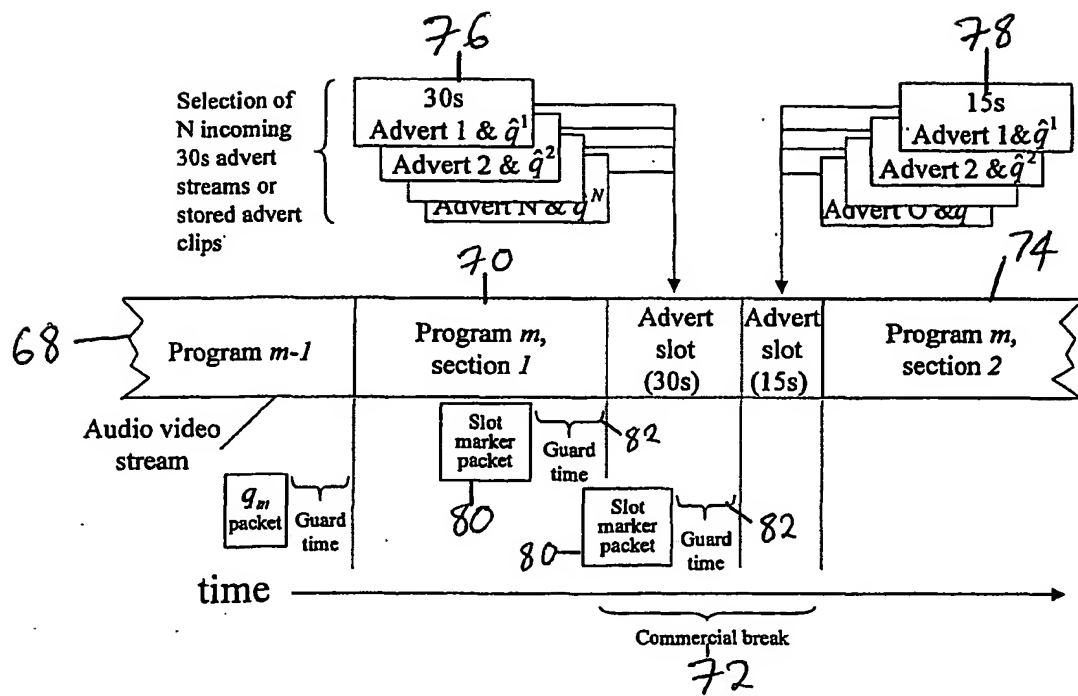 76
78
Selection of
N incoming
30s advert
streams or
stored advert
clips
30s
Advert 1 & q̂¹
Advert 2 & q̂²
Advert N & q̂ᴺ
15s
Advert 1 & q̂¹
Advert 2 & q̂²
Advert O & q
70
74
68
Program m-1
Program m,
section 1
Advert
slot
(30s)
Advert
slot
(15s)
Program m,
section 2
Audio video
stream
Slot
marker
packet
Guard
time
82
80
qₘ
packet
Guard
time
Slot
marker
packet
Guard
time
82
80
time
Commercial break
72